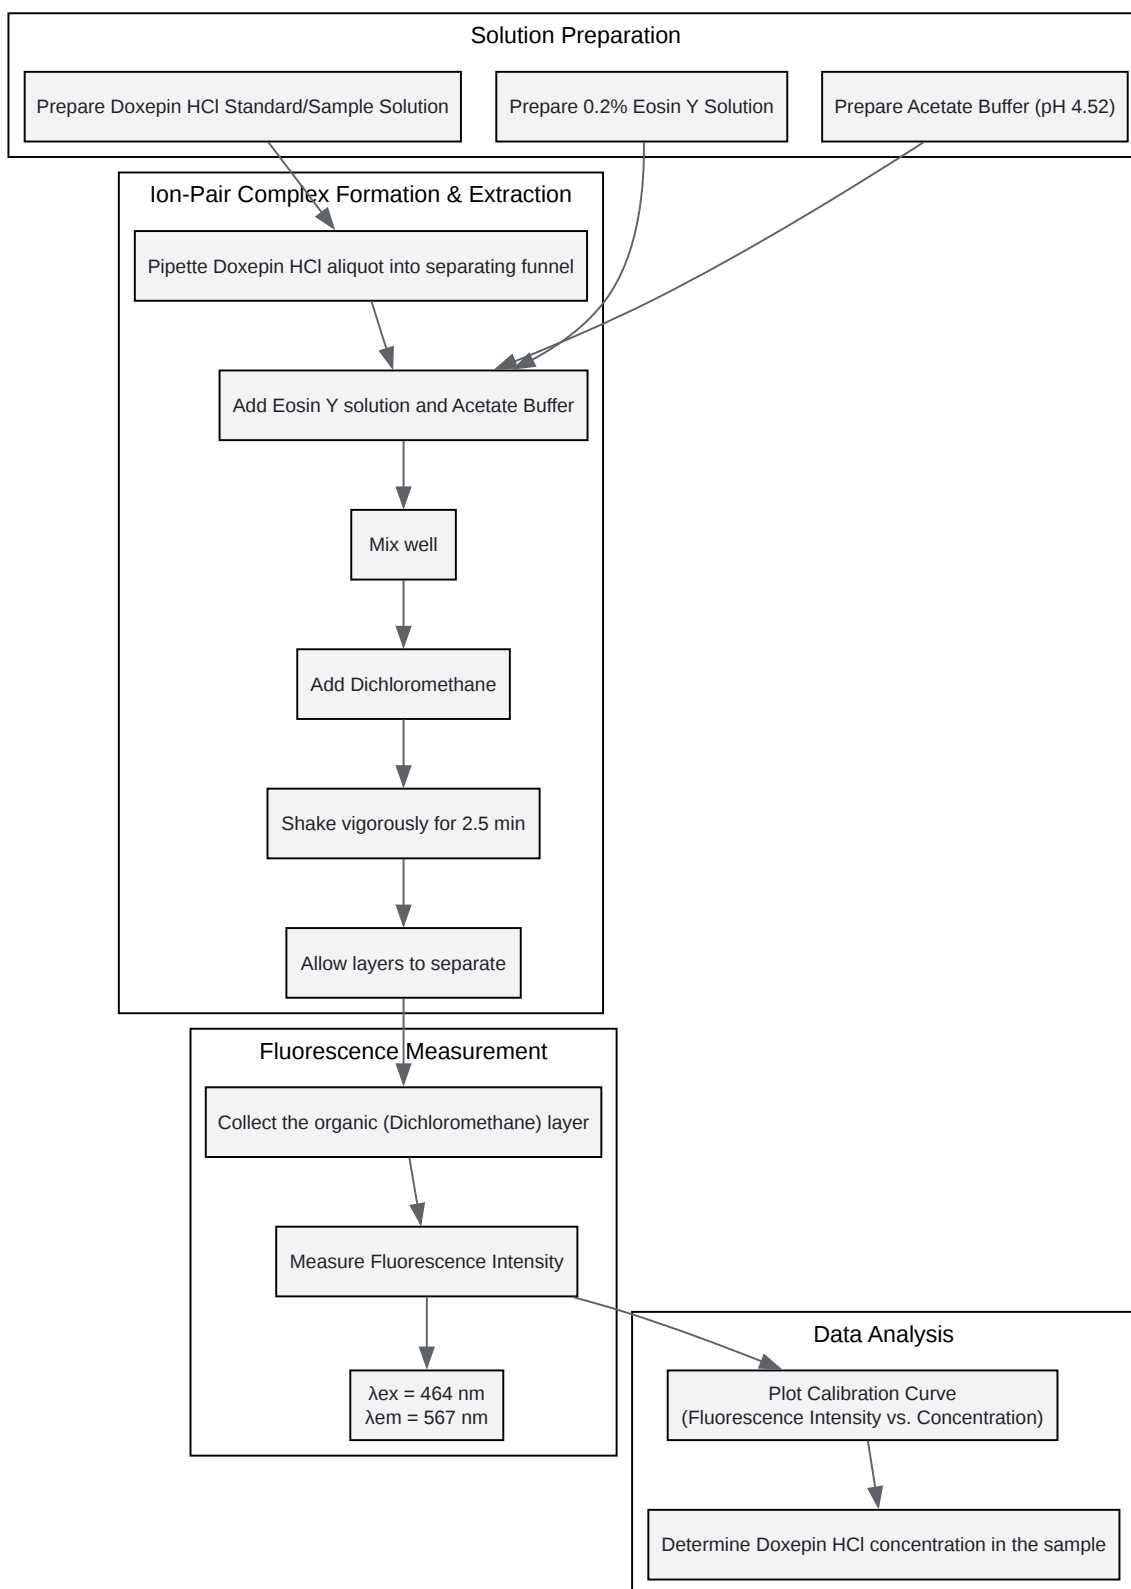 Solution Preparation
Prepare Doxepin HCl Standard/Sample Solution
Prepare 0.2% Eosin Y Solution
Prepare Acetate Buffer (pH 4.52)
Ion-Pair Complex Formation & Extraction
Pipette Doxepin HCl aliquot into separating funnel
Add Eosin Y solution and Acetate Buffer
Mix well
Add Dichloromethane
Shake vigorously for 2.5 min
Allow layers to separate
Fluorescence Measurement
Collect the organic (Dichloromethane) layer
Measure Fluorescence Intensity
λex = 464 nm
λem = 567 nm
Data Analysis
Plot Calibration Curve
(Fluorescence Intensity vs. Concentration)
Determine Doxepin HCl concentration in the sample